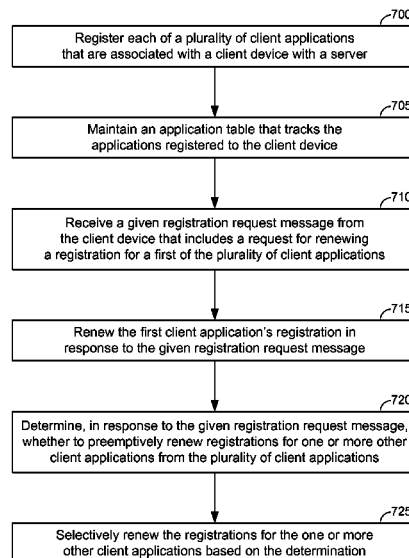 700
Register each of a plurality of client applications
that are associated with a client device with a server
705
Maintain an application table that tracks the
applications registered to the client device
710
Receive a given registration request message from
the client device that includes a request for renewing
a registration for a first of the plurality of client applications
715
Renew the first client application's registration in
response to the given registration request message
720
Determine, in response to the given registration request message,
whether to preemptively renew registrations for one or more other
client applications from the plurality of client applications
725
Selectively renew the registrations for the one or more
other client applications based on the determination